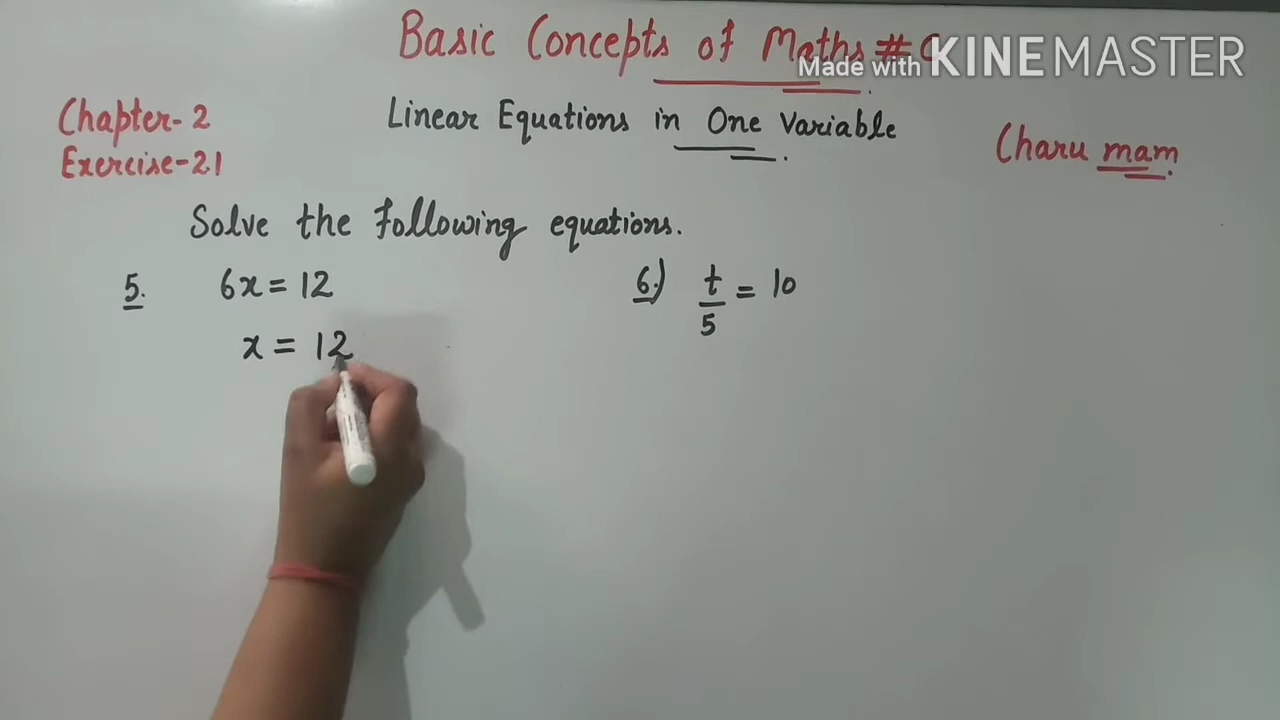 Basic Concepts of Maths #
Made with KINEMASTER
Chapter-2
Linear Equations in One Variable
Exercise-2.1
Charu mam
Solve the following equations.
5. 6x = 12
6.) t/5 = 10
x = 12